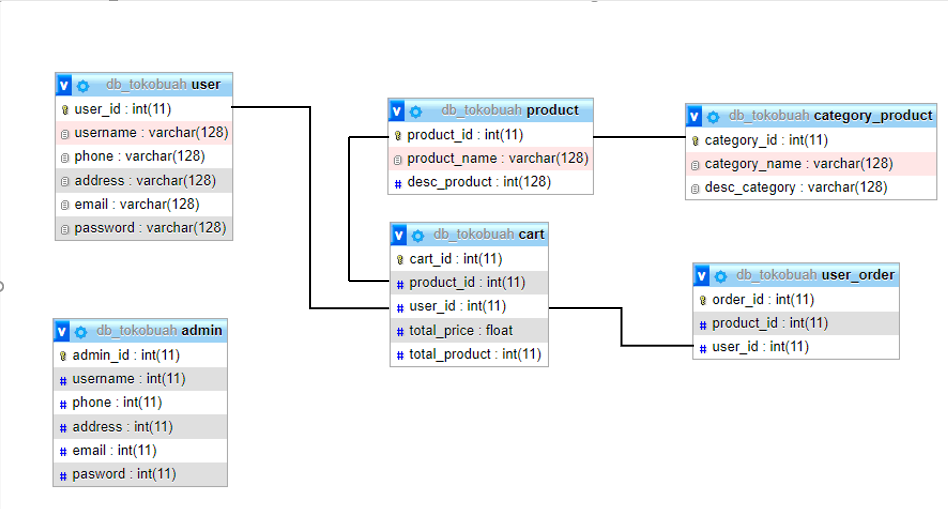 db_tokobuah user
user_id : int(11)
username : varchar(128)
phone : varchar(128)
address : varchar(128)
email : varchar(128)
password : varchar(128)
db_tokobuah product
product_id : int(11)
product_name : varchar(128)
desc_product : int(128)
db_tokobuah category_product
category_id : int(11)
category_name : varchar(128)
desc_category : varchar(128)
db_tokobuah cart
cart_id : int(11)
product_id : int(11)
user_id : int(11)
total_price : float
total_product : int(11)
db_tokobuah user_order
order_id : int(11)
product_id : int(11)
user_id : int(11)
db_tokobuah admin
admin_id : int(11)
username : int(11)
phone : int(11)
address : int(11)
email : int(11)
pasword : int(11)